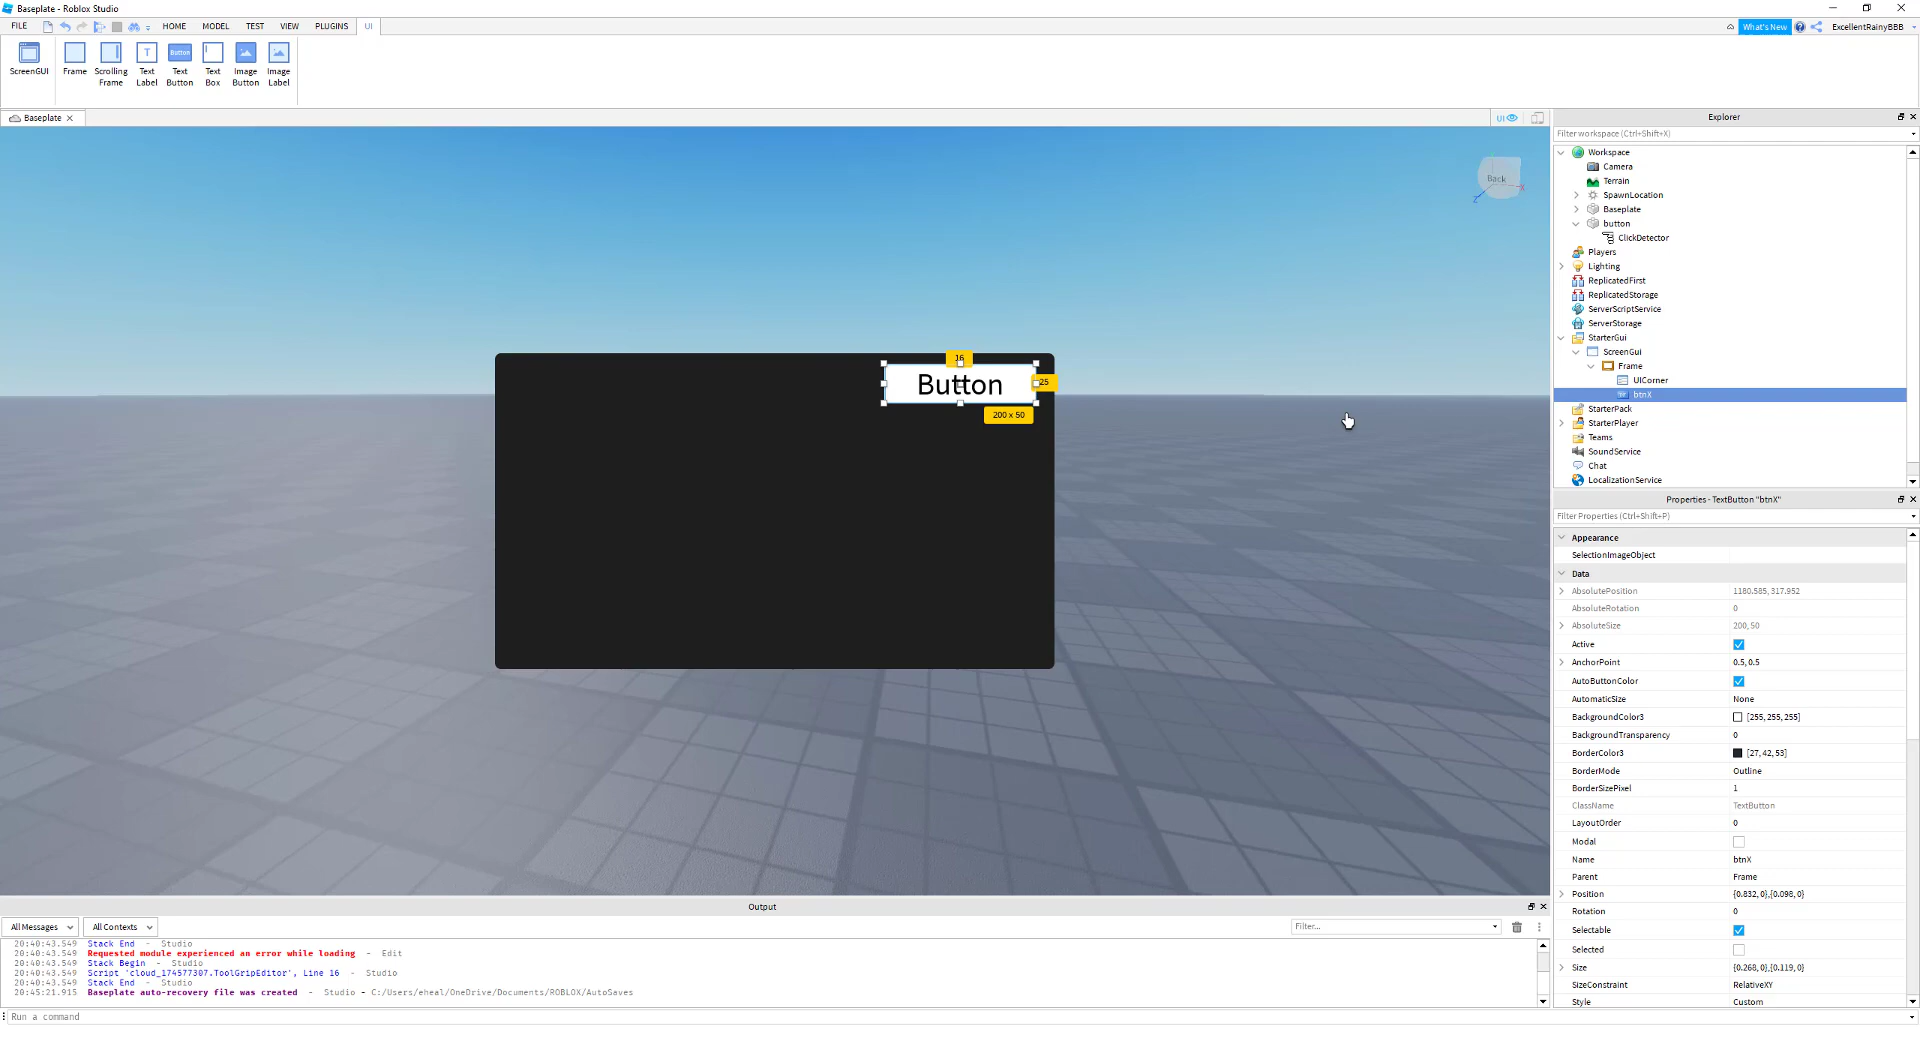 Baseplate - Roblox Studio
FILE HOME MODEL TEST VIEW PLUGINS UI What's New ExcellentRainyBBB
ScreenGUI Frame Scrolling Frame Text Label Text Button Text Box Image Button Image Label
Button
T
Baseplate UI Explorer
Filter workspace (Ctrl+Shift+X)
Workspace
Camera
Terrain
SpawnLocation
Baseplate
button
ClickDetector
Players
Lighting
ReplicatedFirst
ReplicatedStorage
ServerScriptService
ServerStorage
StarterGui
ScreenGui
Frame
UICorner
btnX
StarterPack
StarterPlayer
Teams
SoundService
Chat
LocalizationService
Back
X
Z
16
Button
25
200 x 50
Properties - TextButton "btnX"
Filter Properties (Ctrl+Shift+P)
Appearance
SelectionImageObject
Data
AbsolutePosition 1180.585, 317.952
AbsoluteRotation 0
AbsoluteSize 200, 50
Active
AnchorPoint 0.5, 0.5
AutoButtonColor
AutomaticSize None
BackgroundColor3 [255, 255, 255]
BackgroundTransparency 0
BorderColor3 [27, 42, 53]
BorderMode Outline
BorderSizePixel 1
ClassName TextButton
LayoutOrder 0
Modal
Name btnX
Parent Frame
Position {0.832, 0},{0.098, 0}
Rotation 0
Selectable
Selected
Size {0.268, 0},{0.119, 0}
SizeConstraint RelativeXY
Style Custom
Output
All Messages All Contexts Filter...
20:40:43.549 Stack End - Studio
20:40:43.549 Requested module experienced an error while loading - Edit
20:40:43.549 Stack Begin - Studio
20:40:43.549 Script 'cloud_174577307.ToolGripEditor', Line 16 - Studio
20:40:43.549 Stack End - Studio
20:45:21.915 Baseplate auto-recovery file was created - Studio - C:/Users/eheal/OneDrive/Documents/ROBLOX/AutoSaves
Run a command